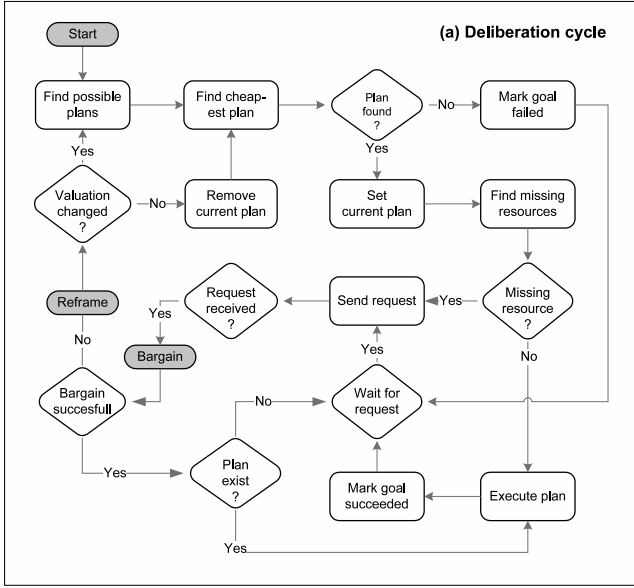 Start
(a) Deliberation cycle
Find possible
plans
Find cheap-
est plan
Plan
found
?
No
Mark goal
failed
Yes
Yes
Valuation
changed
?
No
Remove
current plan
Set
current plan
Find missing
resources
Reframe
Request
received
?
Send request
Yes
Missing
resource
?
Yes
No
Bargain
Yes
No
No
Bargain
succesfull
Wait for
request
Yes
Plan
exist
?
Mark goal
succeeded
Execute plan
Yes